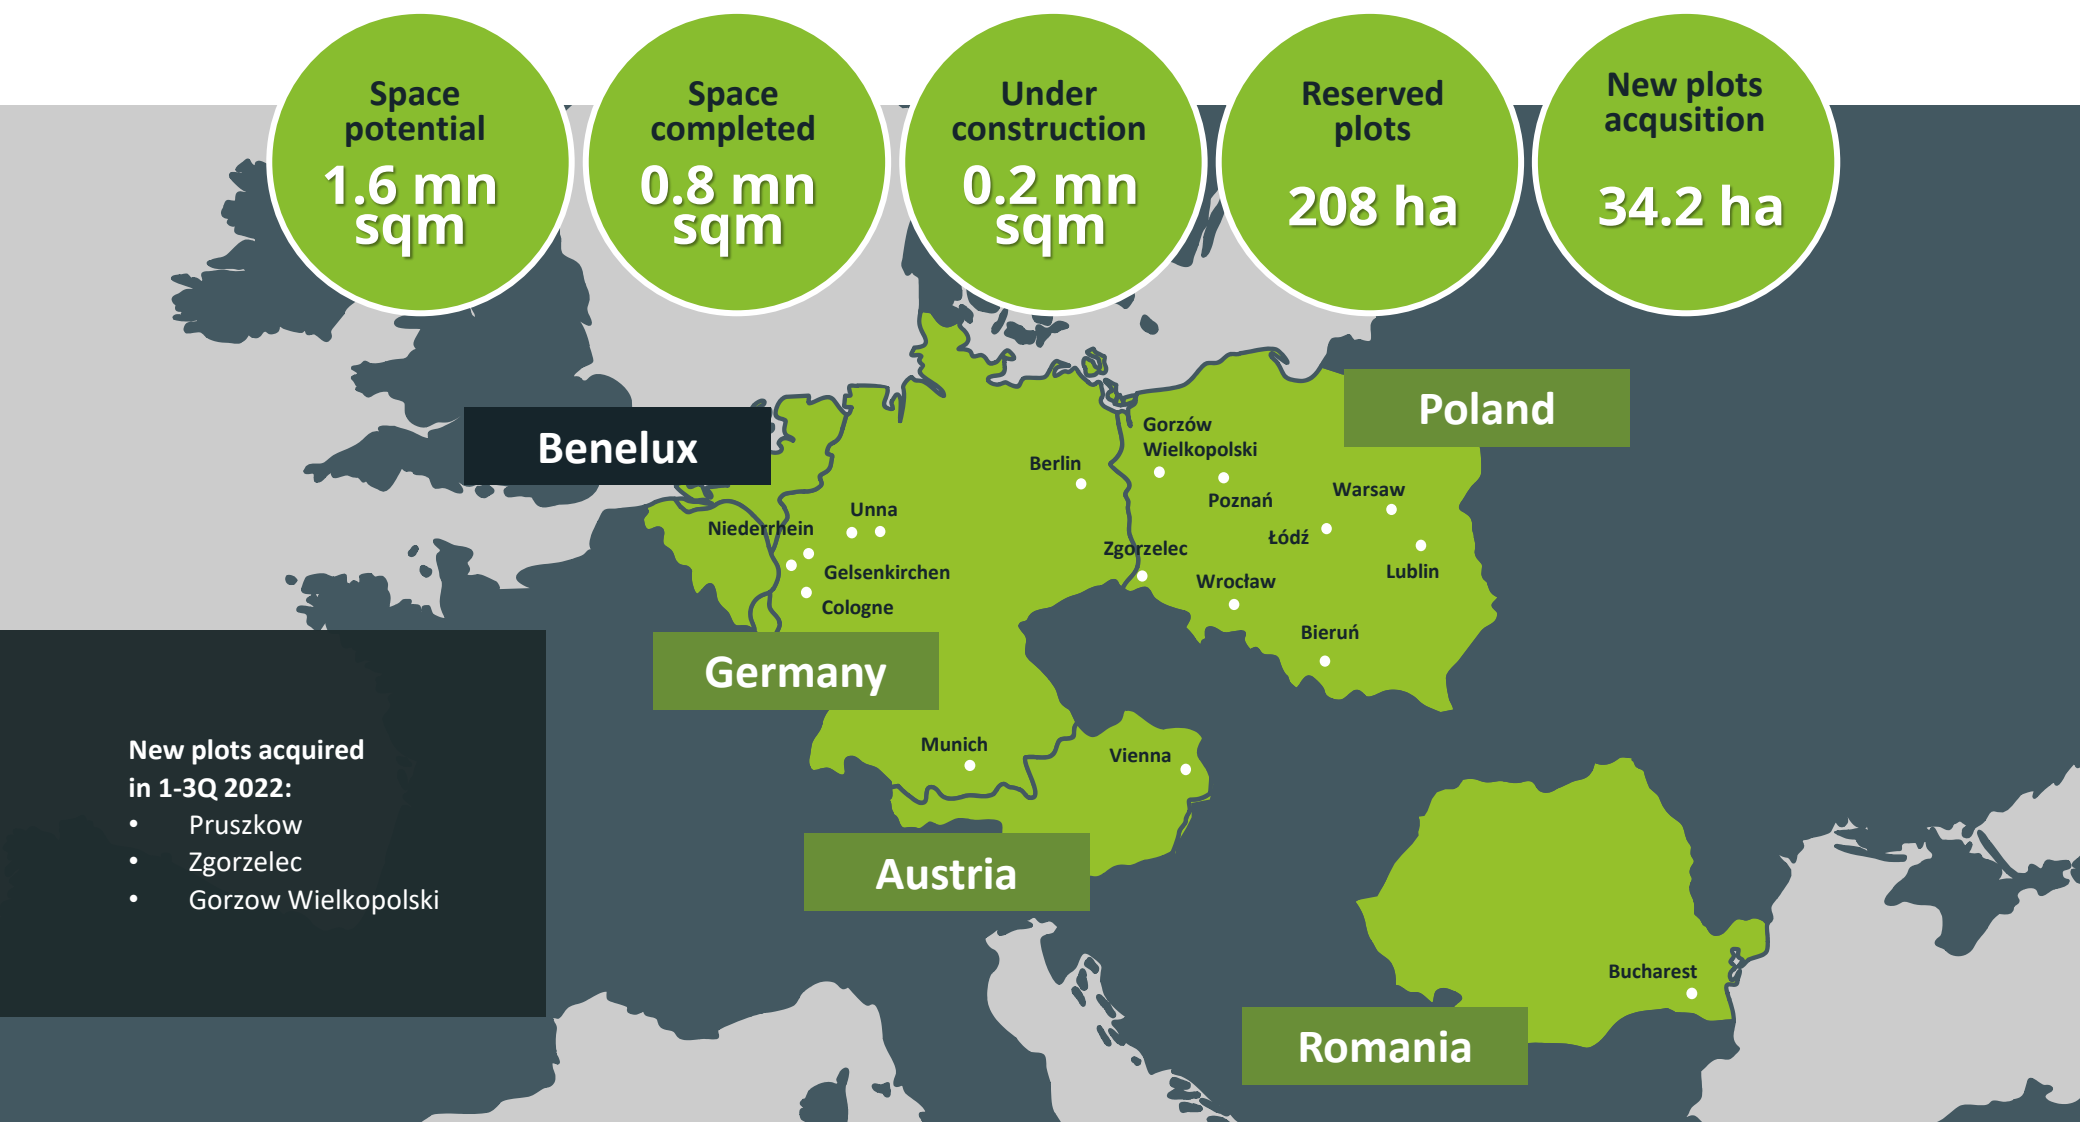 Space
potential
1.6 mn
sqm
Space
completed
0.8 mn
sqm
Under
construction
0.2 mn
sqm
Reserved
plots
208 ha
New plots
acqusition
34.2 ha
Poland
Benelux
Gorzów
Wielkopolski
Berlin
Poznań
Warsaw
Unna
Niederrhein
Łódź
Zgorzelec
Lublin
Gelsenkirchen
Wrocław
Cologne
Bieruń
Germany
Munich
Vienna
New plots acquired
in 1-3Q 2022:
• Pruszkow
• Zgorzelec
• Gorzow Wielkopolski
Austria
Bucharest
Romania